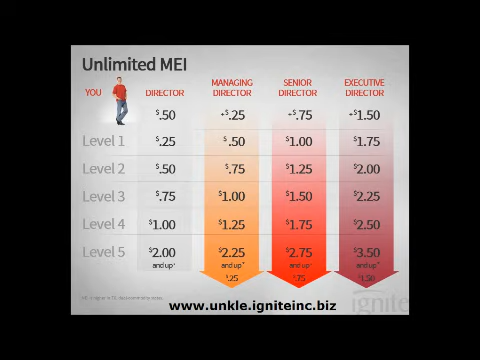 Unlimited MEI
YOU DIRECTOR MANAGING DIRECTOR SENIOR DIRECTOR EXECUTIVE DIRECTOR
$.50 +$.25 +$.75 +$1.50
Level 1 $.25 $.50 $1.00 $1.75
Level 2 $.50 $.75 $1.25 $2.00
Level 3 $.75 $1.00 $1.50 $2.25
Level 4 $1.00 $1.25 $1.75 $2.50
Level 5 $2.00 $2.25 $2.75 $3.50
and up* and up* and up* and up*
$.25 $.75 $1.50
www.unkle.igniteinc.biz
ignite